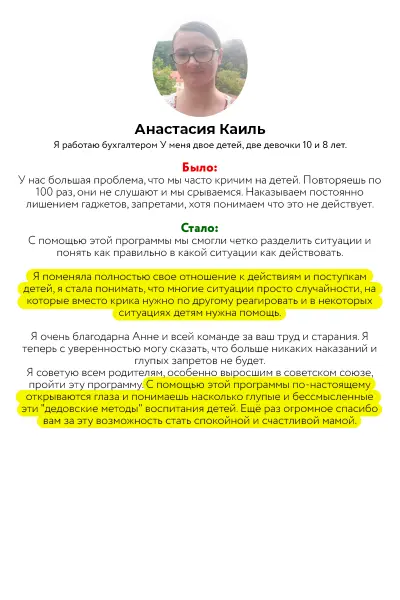 Анастасия Каиль
Я работаю бухгалтером У меня двое детей, две девочки 10 и 8 лет.
Было:
У нас большая проблема, что мы часто кричим на детей. Повторяешь по
100 раз, они не слушают и мы срываемся. Наказываем постоянно
лишением гаджетов, запретами, хотя понимаем что это не действует.
Стало:
С помощью этой программы мы смогли четко разделить ситуации и
понять как правильно в какой ситуации как действовать.
Я поменяла полностью свое отношение к действиям и поступкам
детей, я стала понимать, что многие ситуации просто случайности, на
которые вместо крика нужно по другому реагировать и в некоторых
ситуациях детям нужна помощь.
Я очень благодарна Анне и всей команде за ваш труд и старания. Я
теперь с уверенностью могу сказать, что больше никаких наказаний и
глупых запретов не будет.
Я советую всем родителям, особенно выросшим в советском союзе,
пройти эту программу. С помощью этой программы по-настоящему
открываются глаза и понимаешь насколько глупые и бессмысленные
эти "дедовские методы" воспитания детей. Ещё раз огромное спасибо
вам за эту возможность стать спокойной и счастливой мамой.